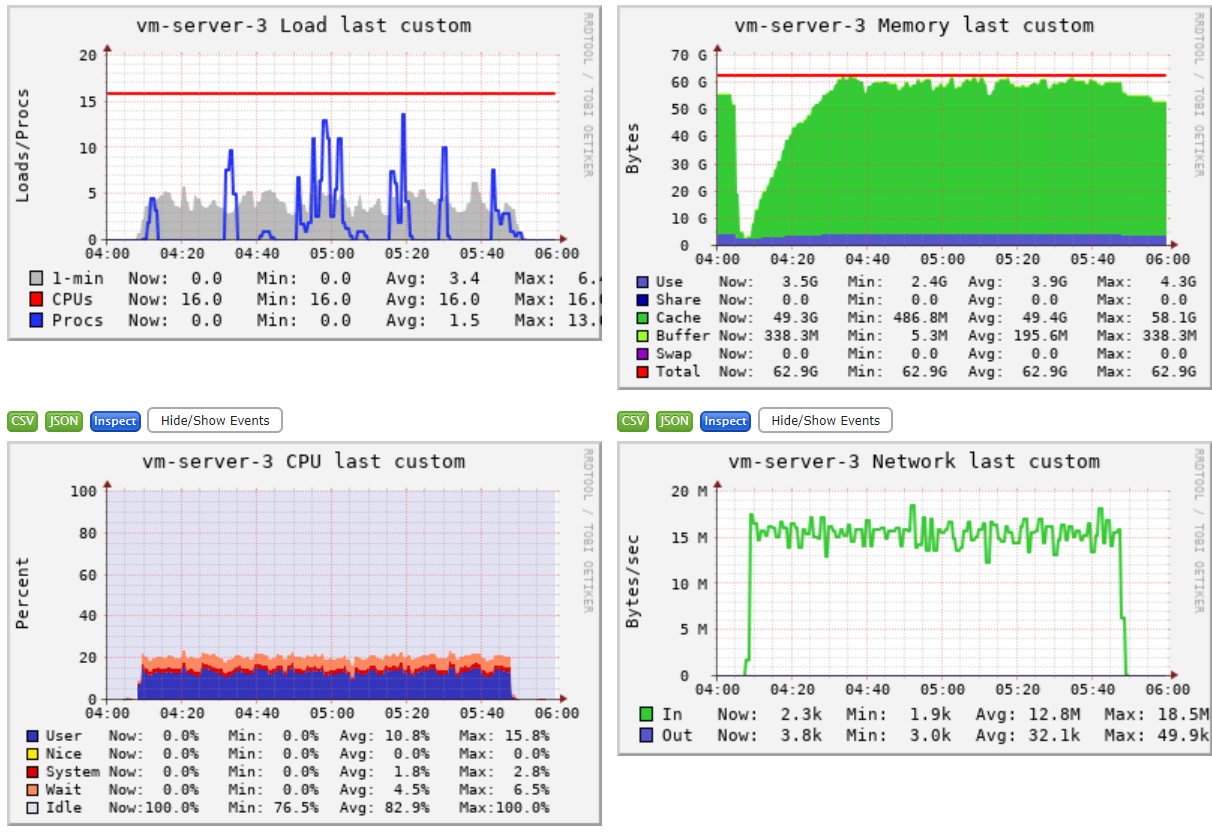 vm-server-3 Load last custom
RRDTOOL / TOBI OETIKER
Loads/Procs
20
15
10
5
0
04:00 04:20 04:40 05:00 05:20 05:40 06:00
1-min Now: 0.0 Min: 0.0 Avg: 3.4 Max: 6.
CPUs Now: 16.0 Min: 16.0 Avg: 16.0 Max: 16.
Procs Now: 0.0 Min: 0.0 Avg: 1.5 Max: 13.
vm-server-3 Memory last custom
RRDTOOL / TOBI OETIKER
Bytes
70 G
60 G
50 G
40 G
30 G
20 G
10 G
0
04:00 04:20 04:40 05:00 05:20 05:40 06:00
Use Now: 3.5G Min: 2.4G Avg: 3.9G Max: 4.3G
Share Now: 0.0 Min: 0.0 Avg: 0.0 Max: 0.0
Cache Now: 49.3G Min: 486.8M Avg: 49.4G Max: 58.1G
Buffer Now: 338.3M Min: 5.3M Avg: 195.6M Max: 338.3M
Swap Now: 0.0 Min: 0.0 Avg: 0.0 Max: 0.0
Total Now: 62.9G Min: 62.9G Avg: 62.9G Max: 62.9G
CSV JSON Inspect Hide/Show Events
CSV JSON Inspect Hide/Show Events
vm-server-3 CPU last custom
RRDTOOL / TOBI OETIKER
Percent
100
80
60
40
20
0
04:00 04:20 04:40 05:00 05:20 05:40 06:00
User Now: 0.0% Min: 0.0% Avg: 10.8% Max: 15.8%
Nice Now: 0.0% Min: 0.0% Avg: 0.0% Max: 0.0%
System Now: 0.0% Min: 0.0% Avg: 1.8% Max: 2.8%
Wait Now: 0.0% Min: 0.0% Avg: 4.5% Max: 6.5%
Idle Now:100.0% Min: 76.5% Avg: 82.9% Max:100.0%
vm-server-3 Network last custom
RRDTOOL / TOBI OETIKER
Bytes/sec
20 M
15 M
10 M
5 M
0
04:00 04:20 04:40 05:00 05:20 05:40 06:00
In Now: 2.3k Min: 1.9k Avg: 12.8M Max: 18.5M
Out Now: 3.8k Min: 3.0k Avg: 32.1k Max: 49.9k